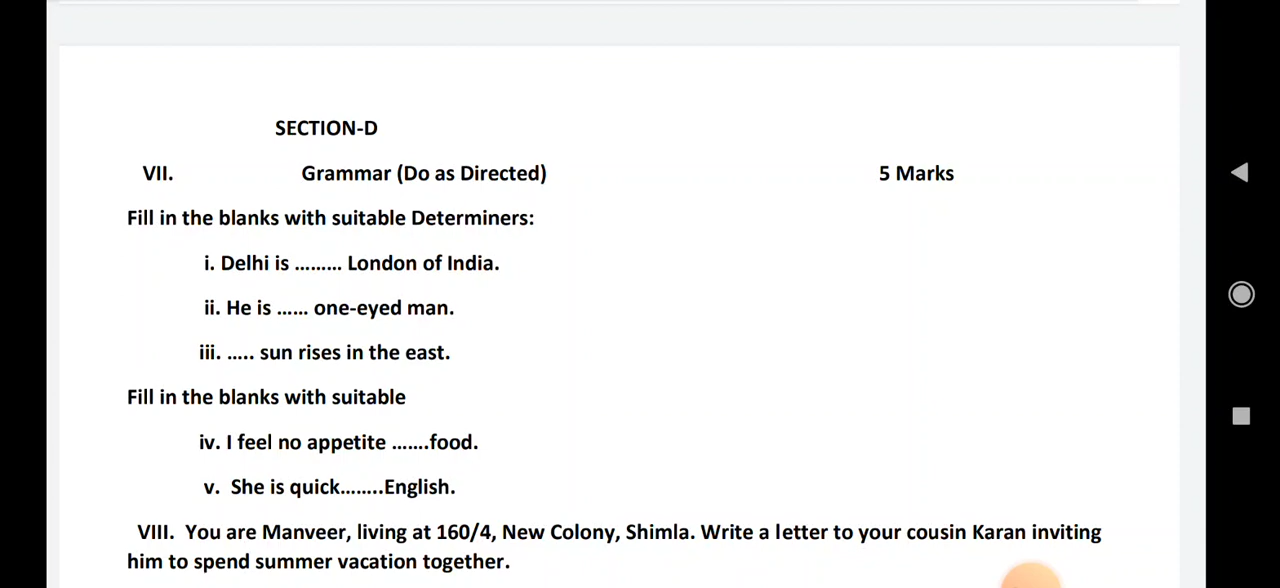 SECTION-D
VII. Grammar (Do as Directed) 5 Marks
Fill in the blanks with suitable Determiners:
i. Delhi is ......... London of India.
ii. He is ...... one-eyed man.
iii. ..... sun rises in the east.
Fill in the blanks with suitable
iv. I feel no appetite .......food.
v. She is quick........English.
VIII. You are Manveer, living at 160/4, New Colony, Shimla. Write a letter to your cousin Karan inviting
him to spend summer vacation together.